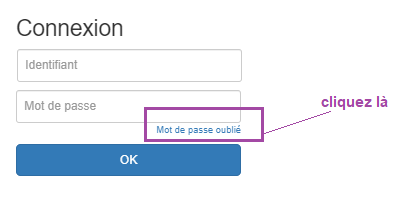 Connexion
Identifiant
Mot de passe
cliquez là
Mot de passe oublié
OK